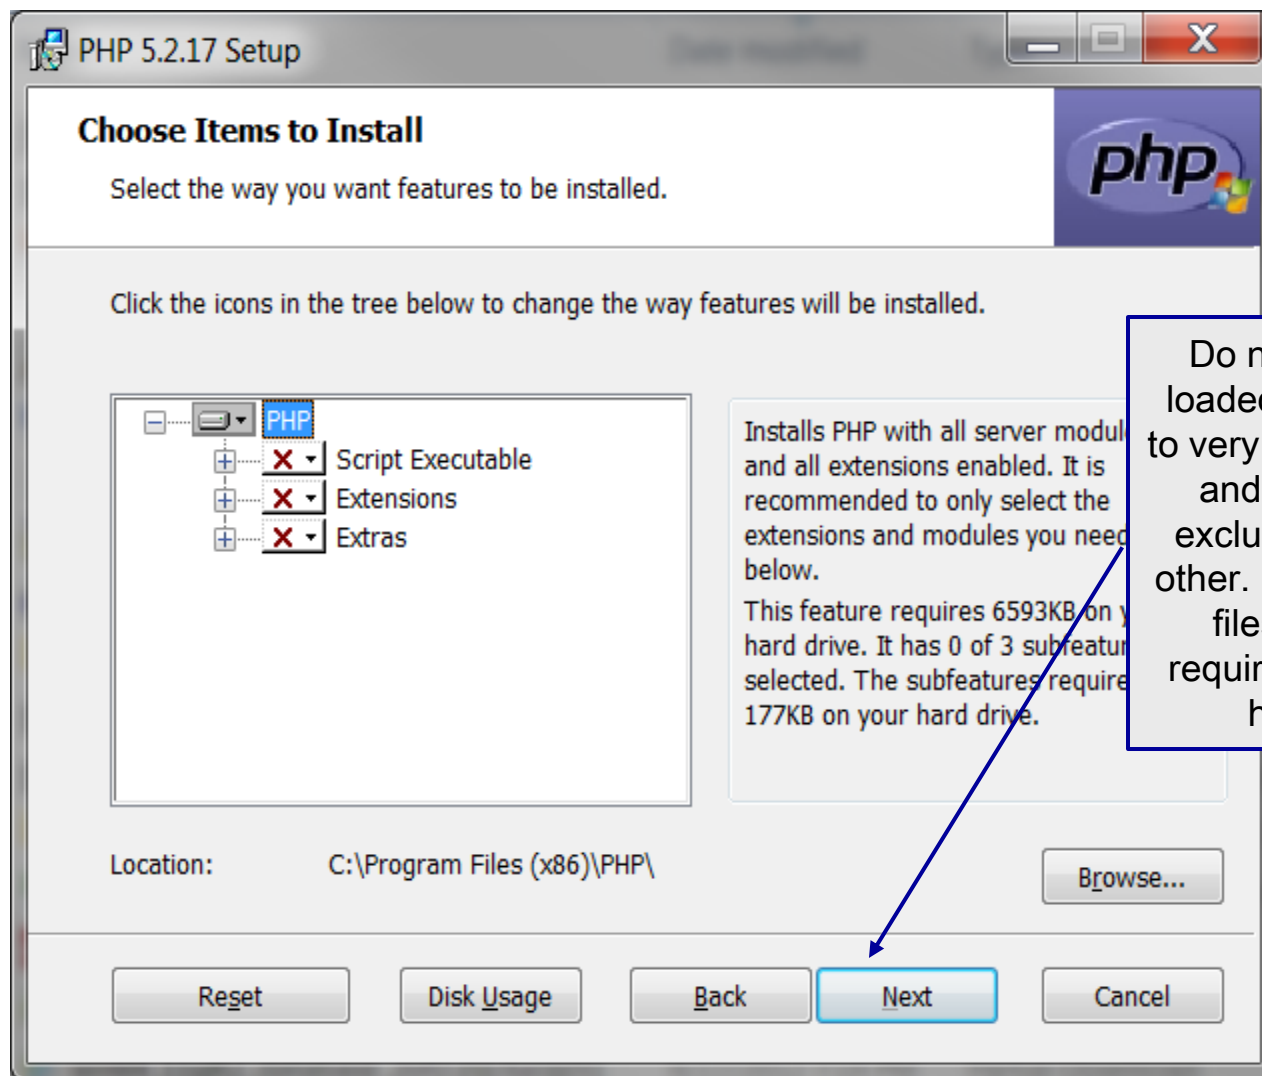 PHP 5.2.17 Setup
Choose Items to Install
Select the way you want features to be installed.
php
Click the icons in the tree below to change the way features will be installed.
PHP
Script Executable
Extensions
Extras
Installs PHP with all server modul
and all extensions enabled. It is
recommended to only select the
extensions and modules you need
below.
This feature requires 6593KB on
hard drive. It has 0 of 3 subfeatur
selected. The subfeatures require
177KB on your hard drive.
Do n
loaded
to very
and
exclu
other.
file
requir
h
Location: C:\Program Files (x86)\PHP\
Browse...
Reset Disk Usage Back Next Cancel